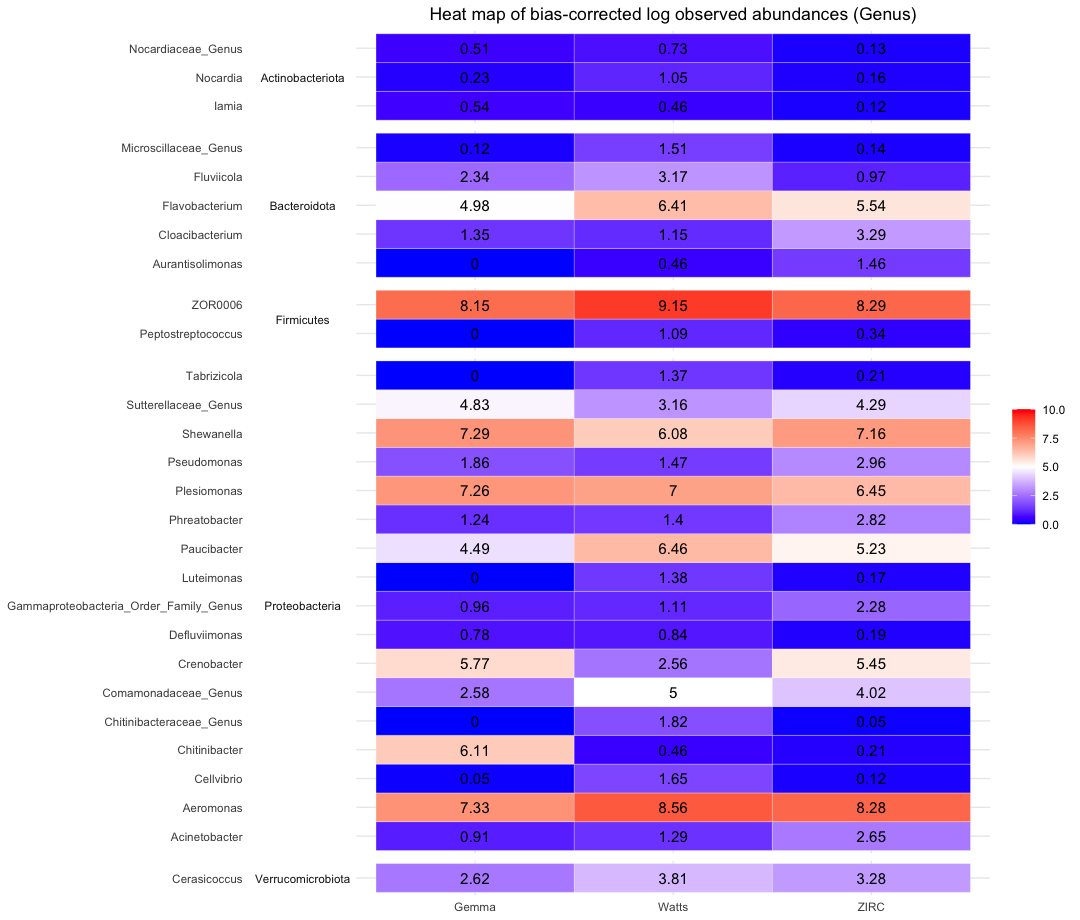 Heat map of bias-corrected log observed abundances (Genus)
Nocardiaceae_Genus 0.51 0.73 0.13
Nocardia Actinobacteriota 0.23 1.05 0.16
Iamia 0.54 0.46 0.12
Microscillaceae_Genus 0.12 1.51 0.14
Fluviicola 2.34 3.17 0.97
Flavobacterium Bacteroidota 4.98 6.41 5.54
Cloacibacterium 1.35 1.15 3.29
Aurantisolimonas 0 0.46 1.46
ZOR0006 8.15 9.15 8.29
Firmicutes
Peptostreptococcus 0 1.09 0.34
Tabrizicola 0 1.37 0.21
Sutterellaceae_Genus 4.83 3.16 4.29
Shewanella 7.29 6.08 7.16
Pseudomonas 1.86 1.47 2.96
Plesiomonas 7.26 7 6.45
Phreatobacter 1.24 1.4 2.82
Paucibacter 4.49 6.46 5.23
Luteimonas 0 1.38 0.17
Gammaproteobacteria_Order_Family_Genus Proteobacteria 0.96 1.11 2.28
Defluviimonas 0.78 0.84 0.19
Crenobacter 5.77 2.56 5.45
Comamonadaceae_Genus 2.58 5 4.02
Chitinibacteraceae_Genus 0 1.82 0.05
Chitinibacter 6.11 0.46 0.21
Cellvibrio 0.05 1.65 0.12
Aeromonas 7.33 8.56 8.28
Acinetobacter 0.91 1.29 2.65
Cerasicoccus Verrucomicrobiota 2.62 3.81 3.28
Gemma Watts ZIRC
10.0
7.5
5.0
2.5
0.0